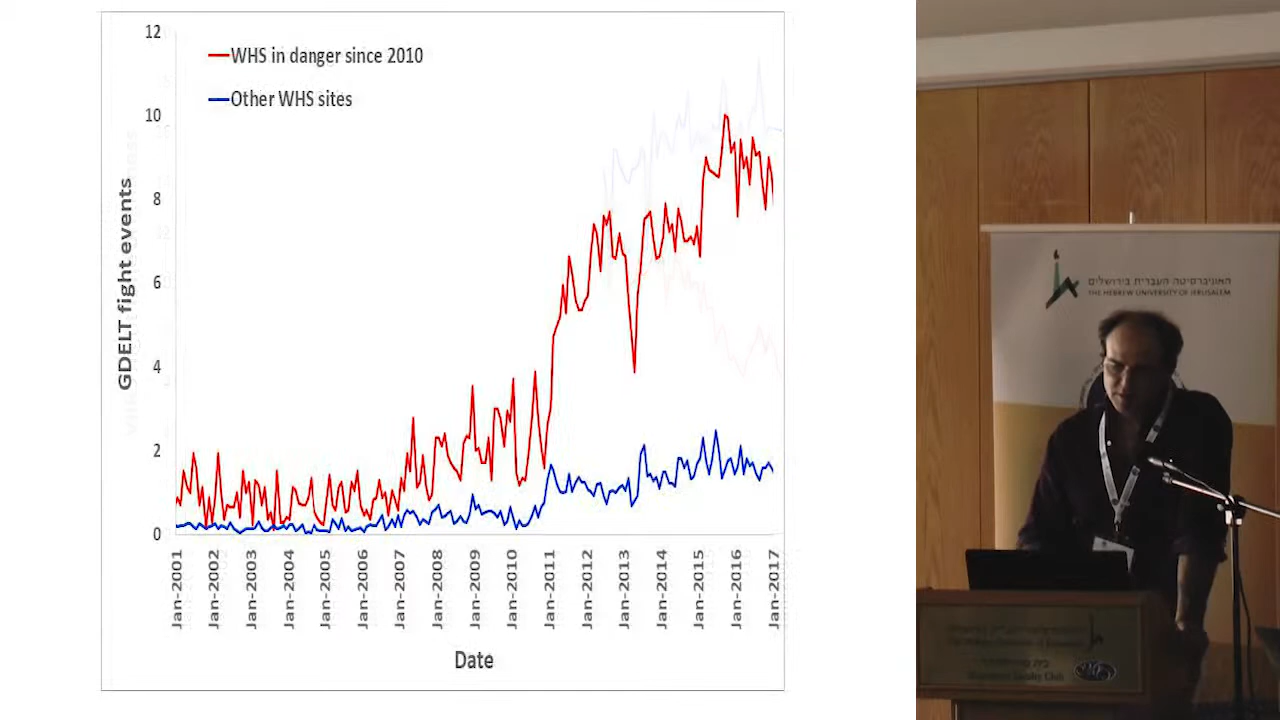 12
WHS in danger since 2010
Other WHS sites
10
8
6
4
2
0
GDELT fight events
Jan-2001
Jan-2002
Jan-2003
Jan-2004
Jan-2005
Jan-2006
Jan-2007
Jan-2008
Jan-2009
Jan-2010
Jan-2011
Jan-2012
Jan-2013
Jan-2014
Jan-2015
Jan-2016
Jan-2017
Date
האוניברסיטה העברית בירושלים
THE HEBREW UNIVERSITY OF JERUSALEM